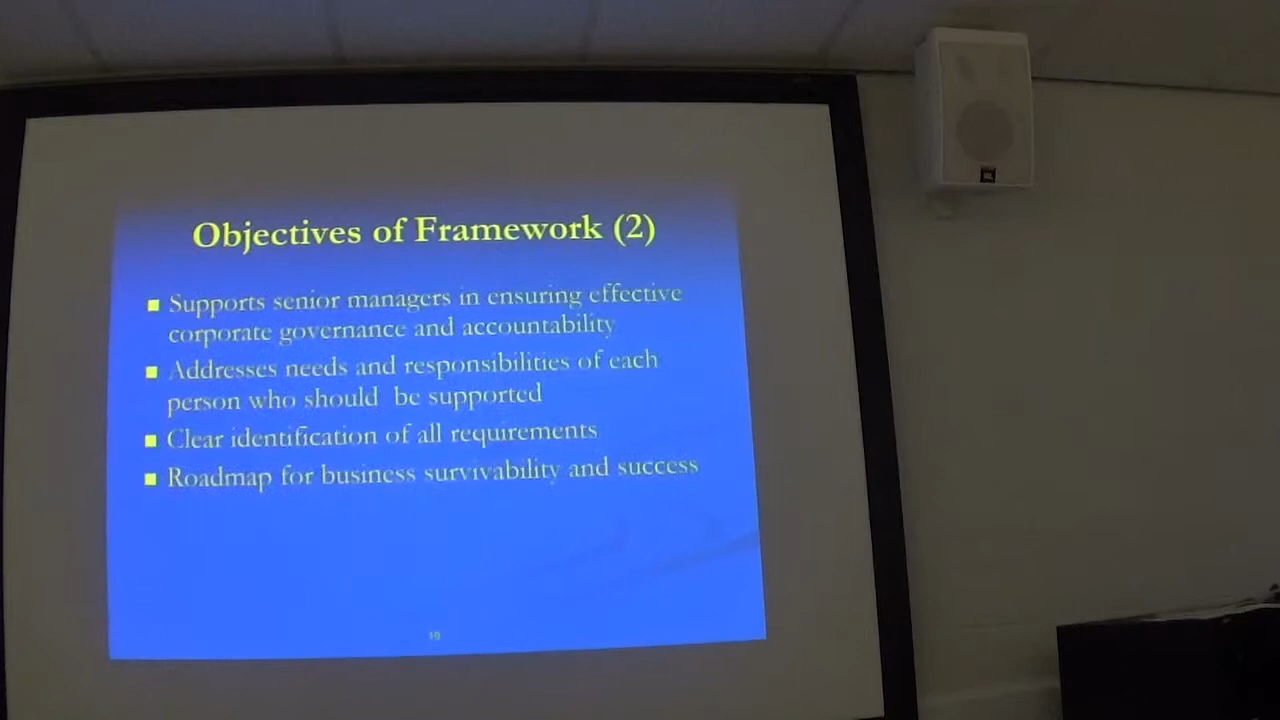 Objectives of Framework (2)
Supports senior managers in ensuring effective
corporate governance and accountability
Addresses needs and responsibilities of each
person who should be supported
Clear identification of all requirements
Roadmap for business survivability and success